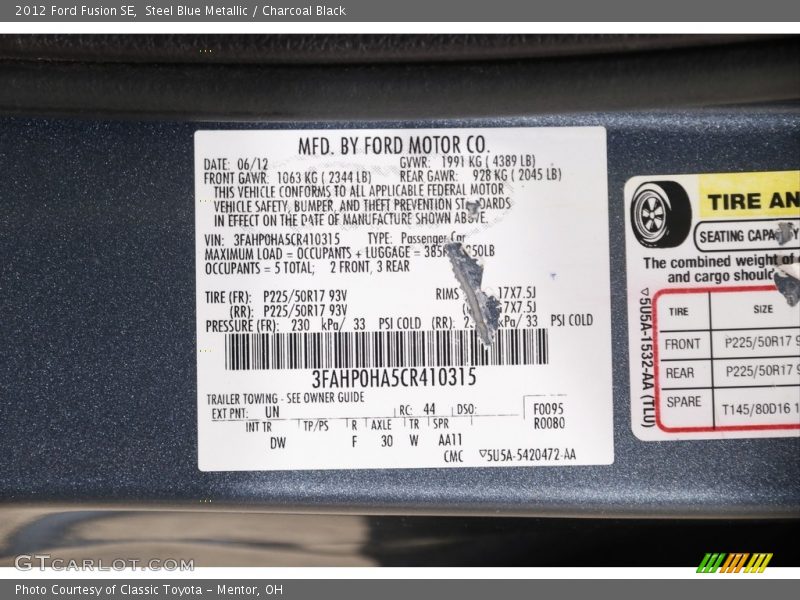 2012 Ford Fusion SE, Steel Blue Metallic / Charcoal Black
MFD. BY FORD MOTOR CO.
DATE: 06/12 GVWR: 1991 KG ( 4389 LB)
FRONT GAWR: 1063 KG ( 2344 LB) REAR GAWR: 928 KG ( 2045 LB)
THIS VEHICLE CONFORMS TO ALL APPLICABLE FEDERAL MOTOR
VEHICLE SAFETY, BUMPER, AND THEFT PREVENTION STANDARDS
IN EFFECT ON THE DATE OF MANUFACTURE SHOWN ABOVE.
VIN: 3FAHP0HA5CR410315 TYPE: Passenger Car
MAXIMUM LOAD = OCCUPANTS + LUGGAGE = 385K 850LB
OCCUPANTS = 5 TOTAL; 2 FRONT, 3 REAR
TIRE (FR): P225/50R17 93V RIMS 17X7.5J
(RR): P225/50R17 93V 17X7.5J
PRESSURE (FR): 230 kPa/ 33 PSI COLD (RR): kPa/ 33 PSI COLD
3FAHP0HA5CR410315
TRAILER TOWING - SEE OWNER GUIDE
EXT PNT: UN RC: 44 DSO: F0095
R0080
INT TR TP/PS R AXLE TR SPR
DW F 30 W AA11
CMC ▽5U5A-5420472-AA
TIRE AN
SEATING CAPACITY
The combined weight of
and cargo should
▽5U5A-1532-AA (TLU)
TIRE SIZE
FRONT P225/50R17 9
REAR P225/50R17 9
SPARE T145/80D16 1
GTCARLOT.COM
Photo Courtesy of Classic Toyota - Mentor, OH